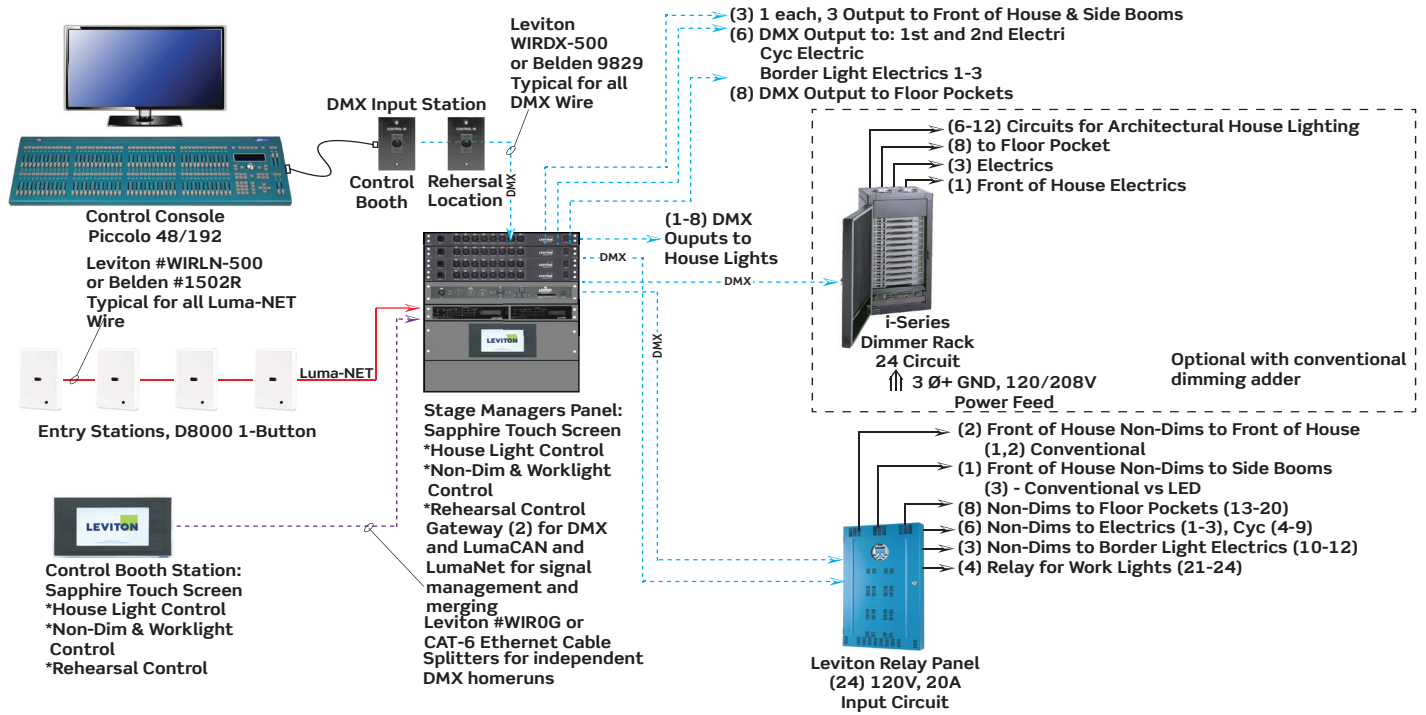 (3) 1 each, 3 Output to Front of House & Side Booms
(6) DMX Output to: 1st and 2nd Electri
Cyc Electric
Border Light Electrics 1-3
(8) DMX Output to Floor Pockets
Leviton
WIRDX-500
or Belden 9829
Typical for all
DMX Wire
DMX Input Station
CONTROL IN
CONTROL IN
Control
Booth
Rehersal
Location
DMX
Control Console
Piccolo 48/192
(6-12) Circuits for Architectural House Lighting
(8) to Floor Pocket
(3) Electrics
(1) Front of House Electrics
(1-8) DMX
Ouputs to
House Lights
DMX
DMX
DMX
LEVITON
i-Series
Dimmer Rack
24 Circuit
3 Ø+ GND, 120/208V
Power Feed
Optional with conventional
dimming adder
Leviton #WIRLN-500
or Belden #1502R
Typical for all Luma-NET
Wire
Luma-NET
Entry Stations, D8000 1-Button
Stage Managers Panel:
Sapphire Touch Screen
*House Light Control
*Non-Dim & Worklight
Control
*Rehearsal Control
Gateway (2) for DMX
and LumaCAN and
LumaNet for signal
management and
merging
Leviton #WIR0G or
CAT-6 Ethernet Cable
Splitters for independent
DMX homeruns
LEVITON
Control Booth Station:
Sapphire Touch Screen
*House Light Control
*Non-Dim & Worklight
Control
*Rehearsal Control
(2) Front of House Non-Dims to Front of House
(1,2) Conventional
(1) Front of House Non-Dims to Side Booms
(3) - Conventional vs LED
(8) Non-Dims to Floor Pockets (13-20)
(6) Non-Dims to Electrics (1-3), Cyc (4-9)
(3) Non-Dims to Border Light Electrics (10-12)
(4) Relay for Work Lights (21-24)
Leviton Relay Panel
(24) 120V, 20A
Input Circuit